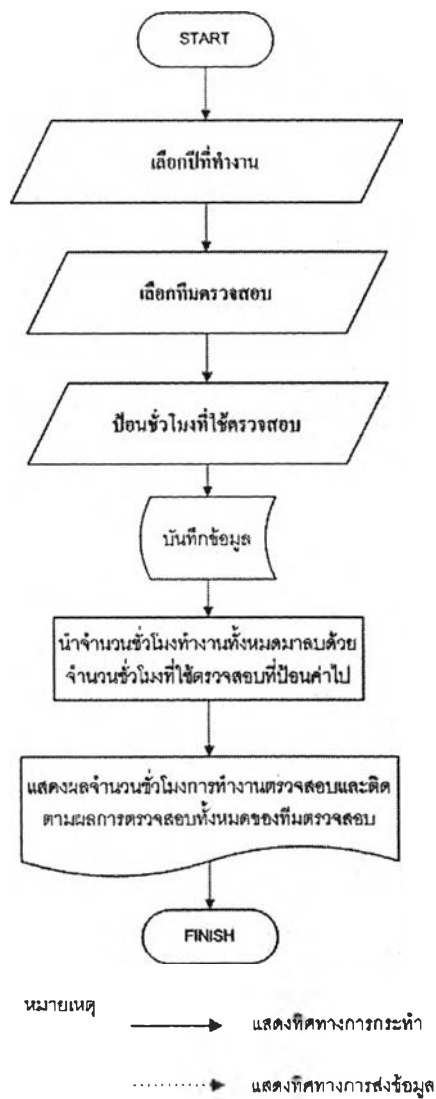 START
เลือกปีที่ทำงาน
เลือกทีมตรวจสอบ
ป้อนชั่วโมงที่ใช้ตรวจสอบ
บันทึกข้อมูล
นำจำนวนชั่วโมงทำงานทั้งหมดมาลบด้วย
จำนวนชั่วโมงที่ใช้ตรวจสอบที่ป้อนค่าไป
แสดงผลจำนวนชั่วโมงการทำงานตรวจสอบและติด
ตามผลการตรวจสอบทั้งหมดของทีมตรวจสอบ
FINISH
หมายเหตุ
แสดงทิศทางการกระทำ
แสดงทิศทางการส่งข้อมูล